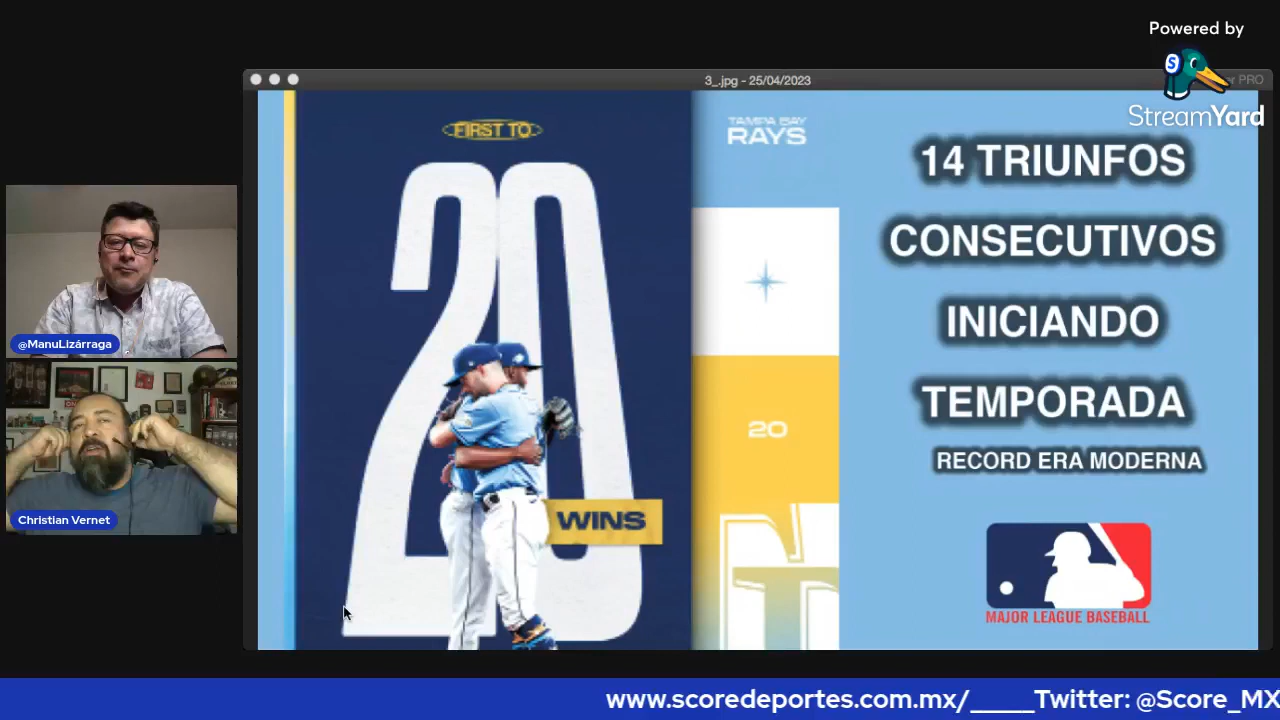 Powered by
StreamYard
3_.jpg - 25/04/2023
PRO
FIRST TO
20
WINS
TAMPA BAY
RAYS
20
14 TRIUNFOS
CONSECUTIVOS
INICIANDO
TEMPORADA
RECORD ERA MODERNA
MAJOR LEAGUE BASEBALL
@ManuLizárraga
Christian Vernet
www.scoredeportes.com.mx/_____Twitter: @Score_MX